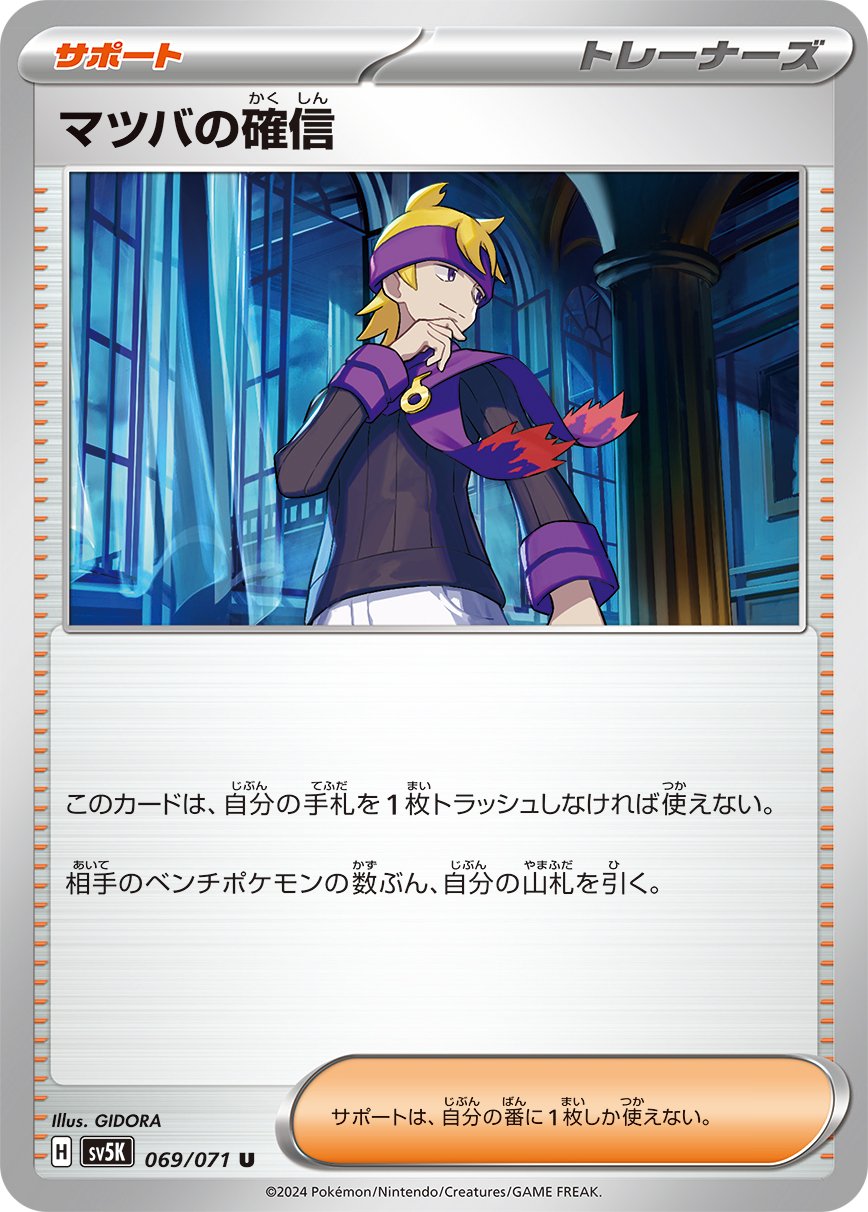 サポート
トレーナーズ
かく しん
マツバの確信
じぶん てふだ まい つか
このカードは、自分の手札を1枚トラッシュしなければ使えない。
あいて かず じぶん やまふだ ひ
相手のベンチポケモンの数ぶん、自分の山札を引く。
じぶん ばん まい つか
サポートは、自分の番に1枚しか使えない。
Illus. GIDORA
H sv5K 069/071 U
©2024 Pokémon/Nintendo/Creatures/GAME FREAK.